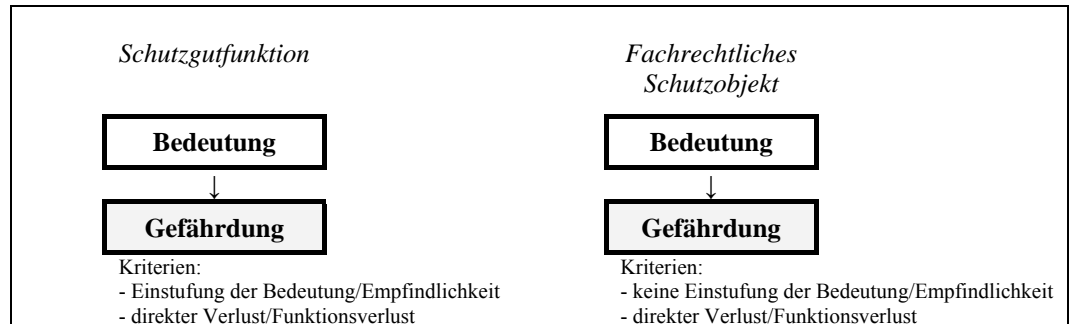 Schutzgutfunktion
Bedeutung
↓
Gefährdung
Kriterien:
- Einstufung der Bedeutung/Empfindlichkeit
- direkter Verlust/Funktionsverlust
Fachrechtliches
Schutzobjekt
Bedeutung
↓
Gefährdung
Kriterien:
- keine Einstufung der Bedeutung/Empfindlichkeit
- direkter Verlust/Funktionsverlust